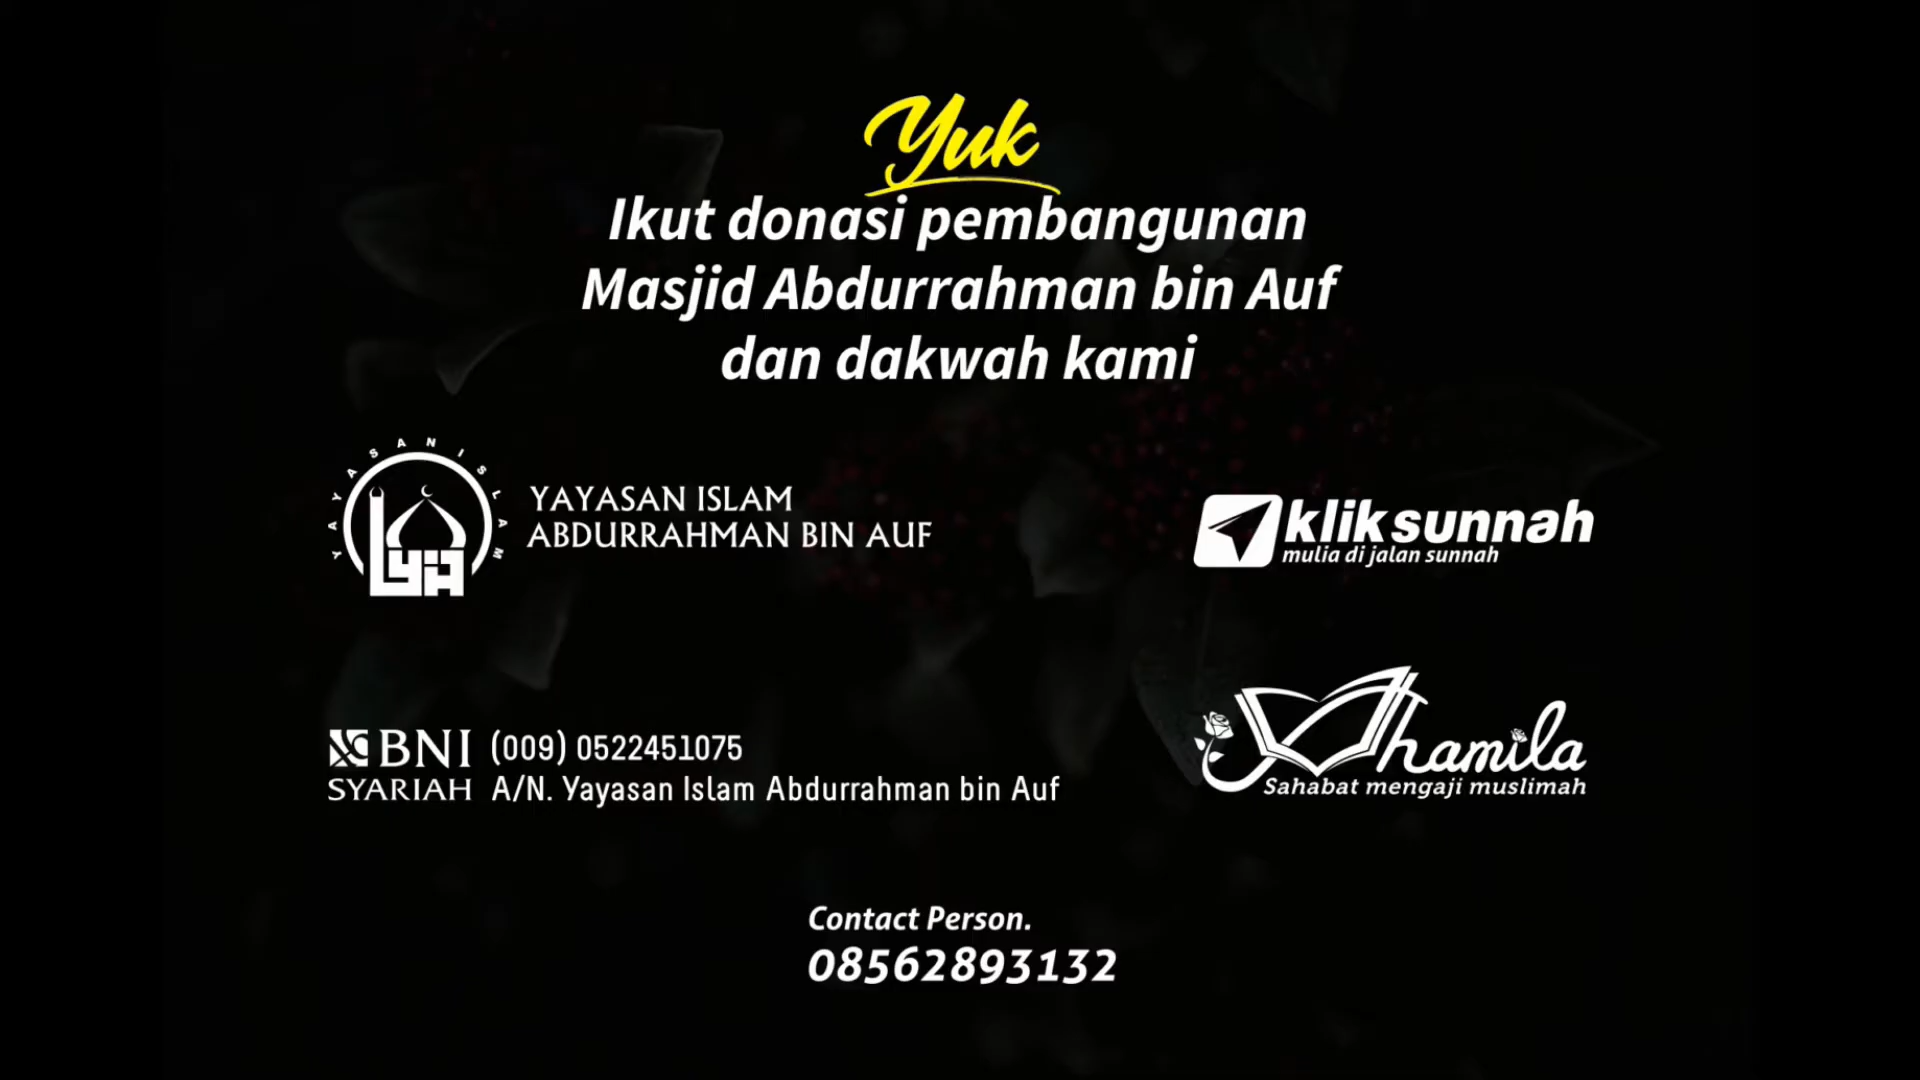 Yuk
Ikut donasi pembangunan
Masjid Abdurrahman bin Auf
dan dakwah kami
YAYASAN ISLAM
YAYASAN ISLAM
ABDURRAHMAN BIN AUF
kliksunnah
mulia di jalan sunnah
BNI
SYARIAH
(009) 0522451075
A/N. Yayasan Islam Abdurrahman bin Auf
hamila
Sahabat mengaji muslimah
Contact Person.
08562893132